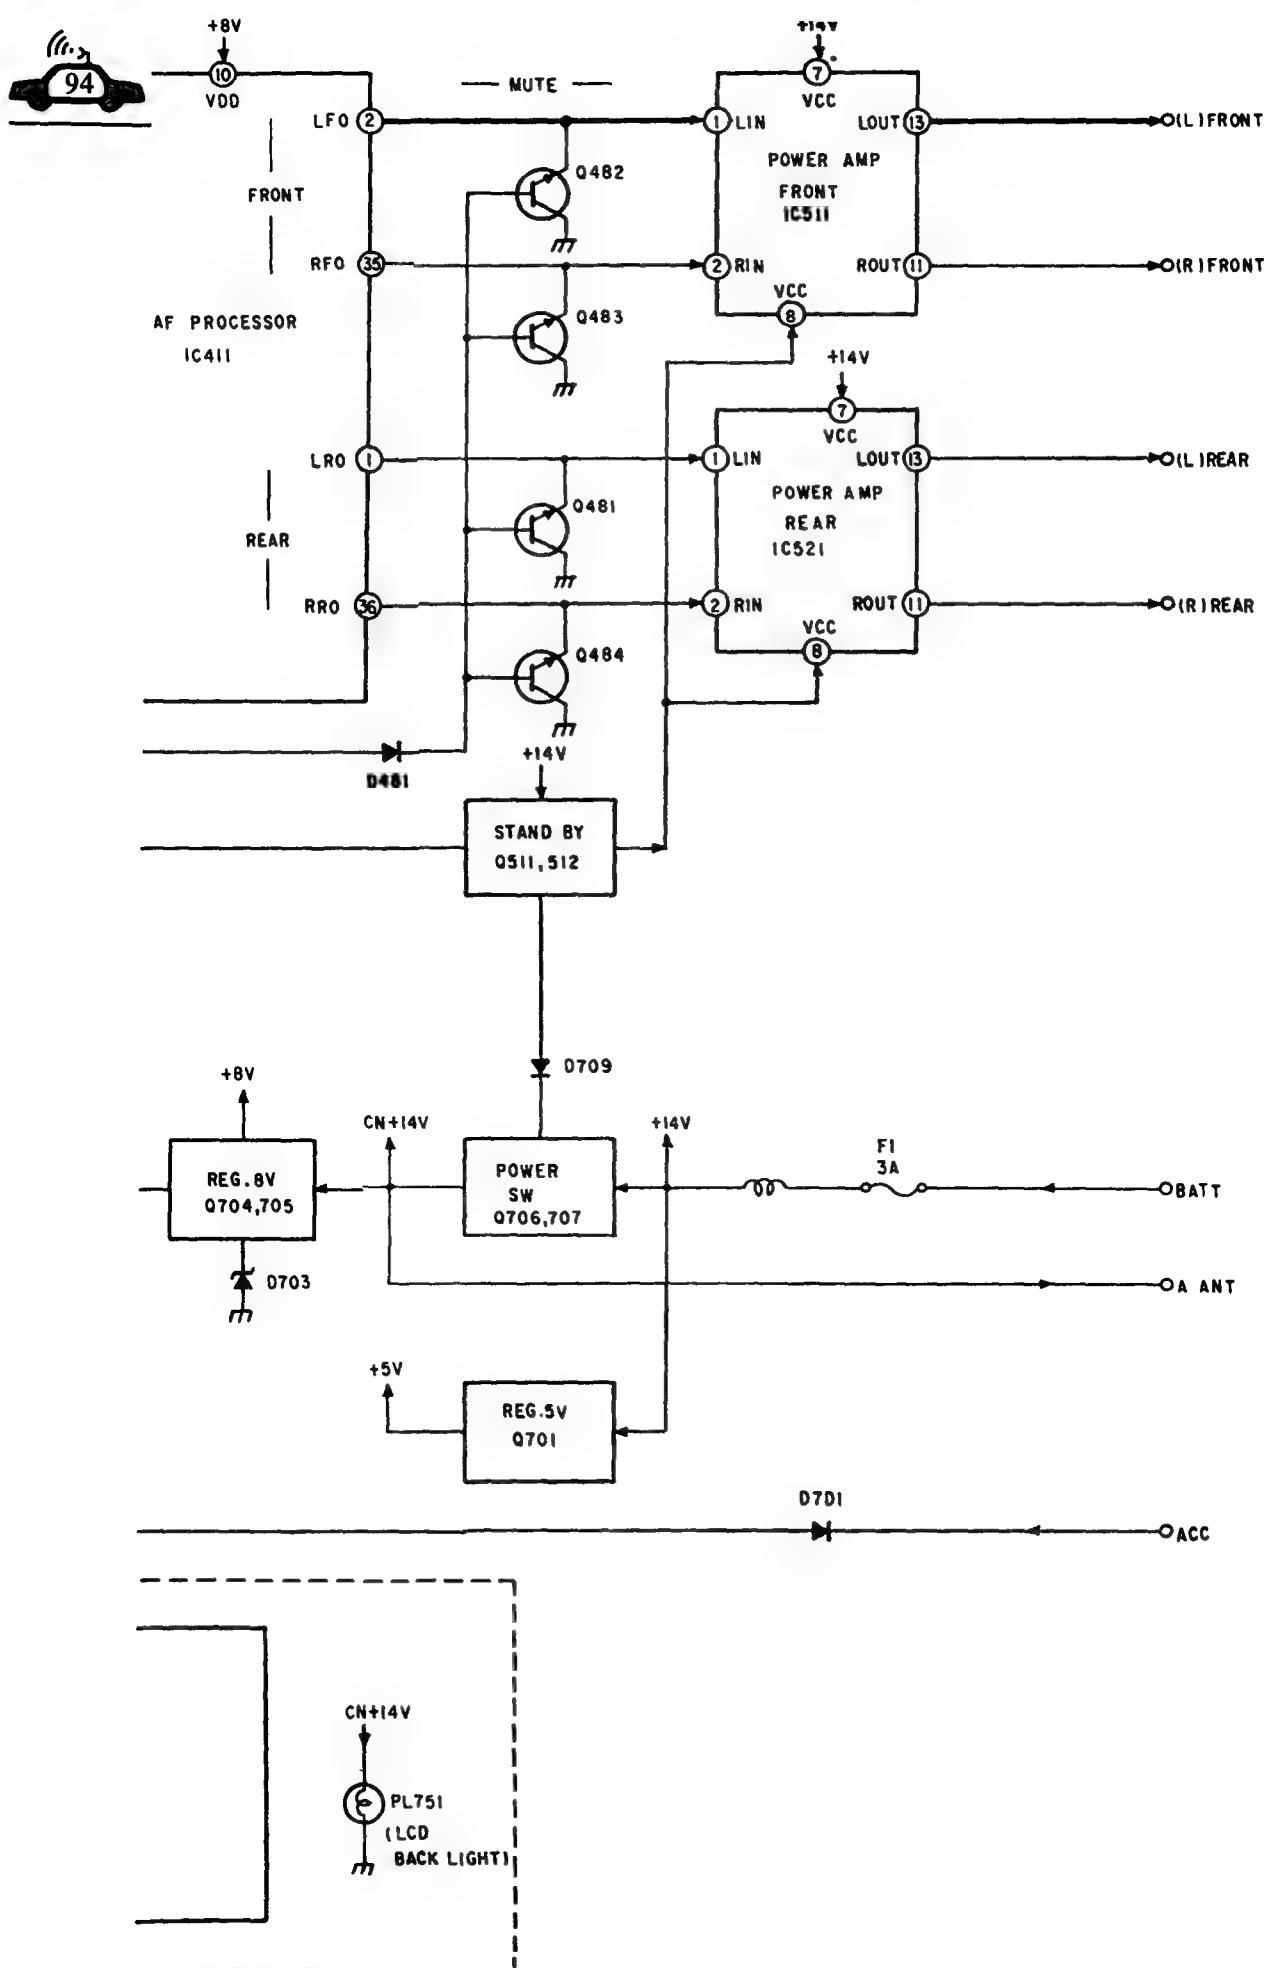 94
+8V
10
VDD
MUTE
+14V
7
VCC
LFO 2
1 LIN
LOUT 13
(L)FRONT
POWER AMP
FRONT
IC511
Q482
FRONT
RFO 35
2 RIN
ROUT 11
(R)FRONT
VCC
8
Q483
AF PROCESSOR
IC411
+14V
7
VCC
LRO 1
1 LIN
LOUT 13
(L)REAR
POWER AMP
REAR
IC521
Q481
REAR
RRO 36
2 RIN
ROUT 11
(R)REAR
VCC
8
Q484
D481
+14V
STAND BY
Q511,512
D709
+8V
CN+14V
+14V
F1
3A
REG.8V
Q704,705
POWER
SW
Q706,707
BATT
D703
A ANT
+5V
REG.5V
Q701
D7D1
ACC
CN+14V
PL751
(LCD
BACK LIGHT)